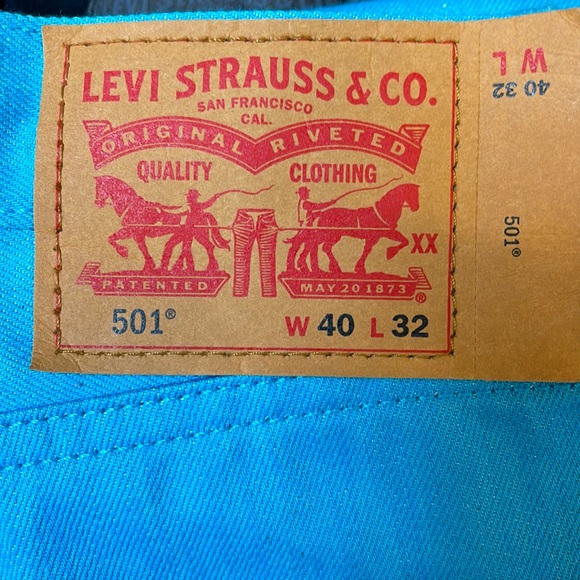 LEVI STRAUSS & CO.
SAN FRANCISCO
CAL.
ORIGINAL RIVETED
QUALITY CLOTHING
XX
PATENTED MAY 20 1873 ®
501® W 40 L 32
W L
40 32
501®